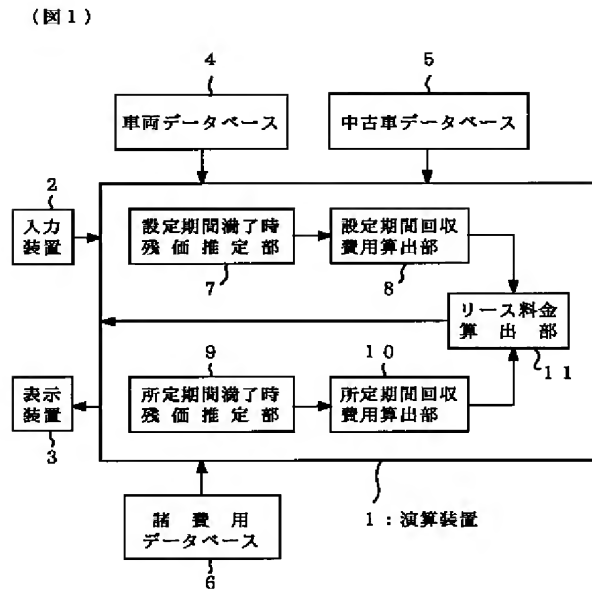 (図1)
4
車両データベース
5
中古車データベース
2
入力
装置
設定期間満了時
残価推定部
7
設定期間回収
費用算出部
8
リース料金
算出部
11
9
所定期間満了時
残価推定部
10
所定期間回収
費用算出部
表示
装置
3
1:演算装置
諸費用
データベース
6